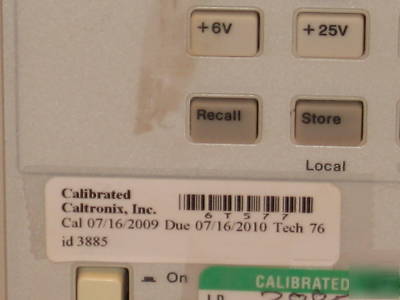 +6V +25V
Recall Store
Local
Calibrated
Caltronix, Inc.
6T577
Cal 07/16/2009 Due 07/16/2010 Tech 76
id 3885
On
CALIBRATED